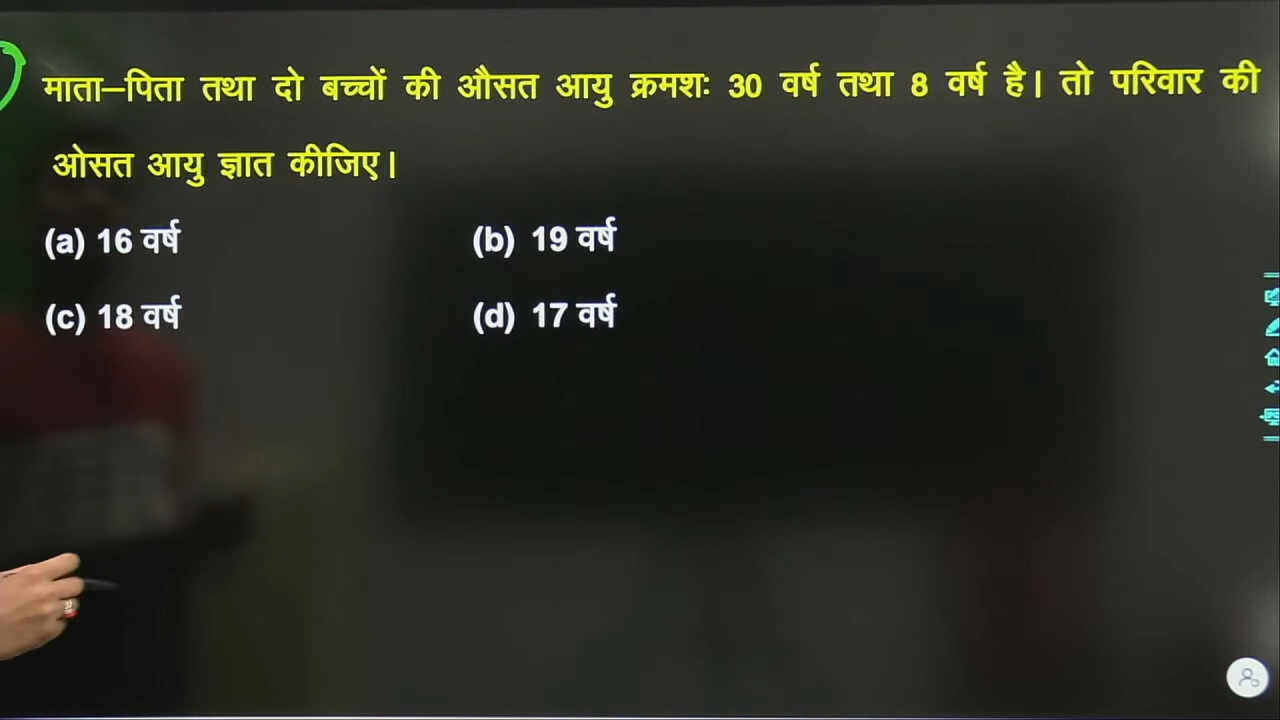 माता–पिता तथा दो बच्चों की औसत आयु क्रमशः 30 वर्ष तथा 8 वर्ष है। तो परिवार की
ओसत आयु ज्ञात कीजिए।
(a) 16 वर्ष (b) 19 वर्ष
(c) 18 वर्ष (d) 17 वर्ष